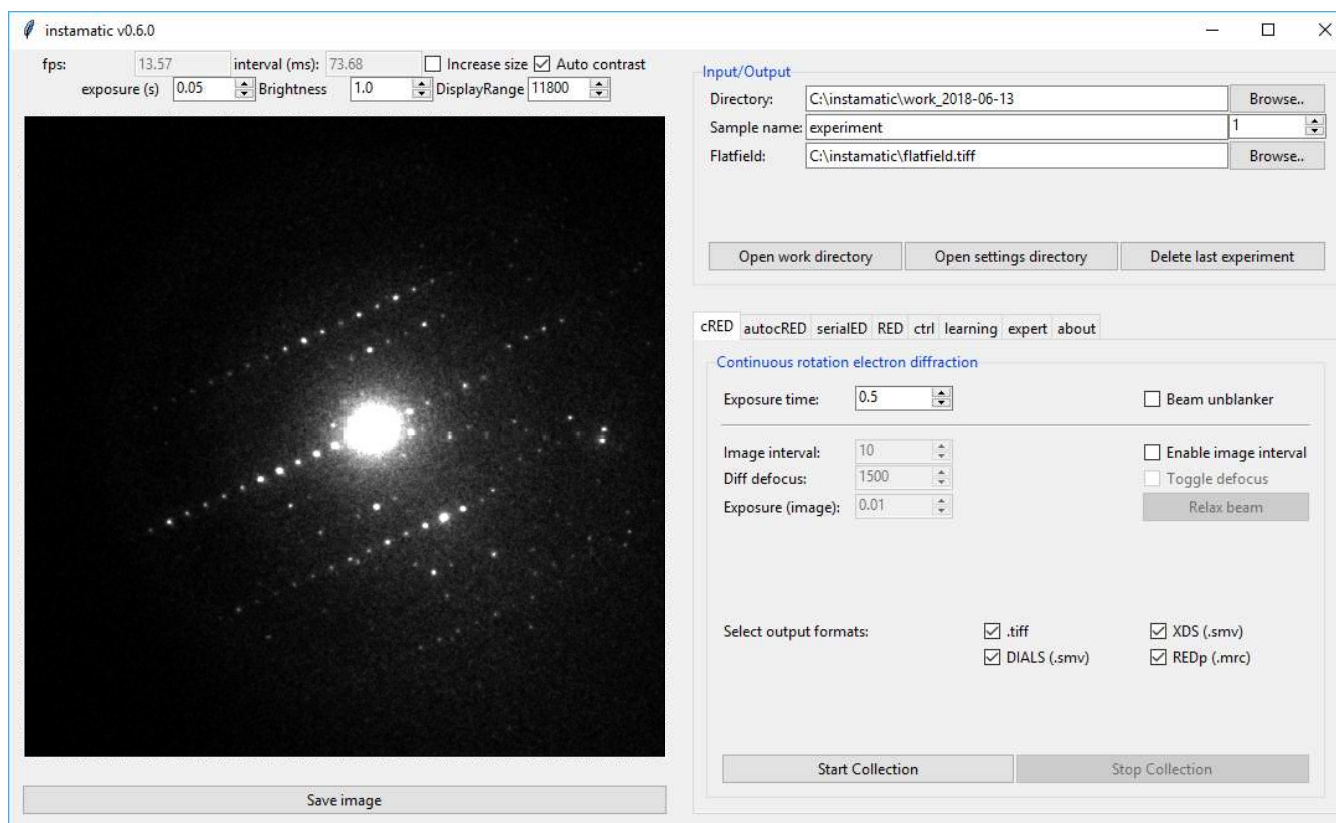 instamatic v0.6.0
fps: 13.57 interval (ms): 73.68 Increase size Auto contrast
exposure (s) 0.05 Brightness 1.0 DisplayRange 11800
Save image
Input/Output
Directory: C:\instamatic\work_2018-06-13 Browse..
Sample name: experiment 1
Flatfield: C:\instamatic\flatfield.tiff Browse..
Open work directory Open settings directory Delete last experiment
cRED autocRED serialED RED ctrl learning expert about
Continuous rotation electron diffraction
Exposure time: 0.5 Beam unblanker
Image interval: 10 Enable image interval
Diff defocus: 1500 Toggle defocus
Exposure (image): 0.01 Relax beam
Select output formats: .tiff XDS (.smv)
DIALS (.smv) REDp (.mrc)
Start Collection Stop Collection